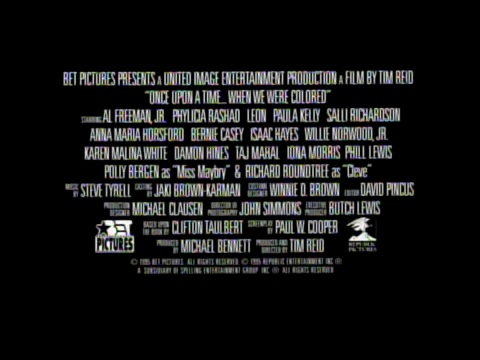 BET PICTURES PRESENTS A UNITED IMAGE ENTERTAINMENT PRODUCTION A FILM BY TIM REID
"ONCE UPON A TIME... WHEN WE WERE COLORED"
STARRING AL FREEMAN, JR. PHYLICIA RASHAD LEON PAULA KELLY SALLI RICHARDSON
ANNA MARIA HORSFORD BERNIE CASEY ISAAC HAYES WILLIE NORWOOD, JR.
KAREN MALINA WHITE DAMON HINES TAJ MAHAL IONA MORRIS PHILL LEWIS
POLLY BERGEN as "Miss Maybry" & RICHARD ROUNDTREE as "Cleve"
MUSIC BY STEVE TYRELL CASTING BY JAKI BROWN-KARMAN COSTUME DESIGNER WINNIE D. BROWN EDITOR DAVID PINCUS
PRODUCTION DESIGNER MICHAEL CLAUSEN DIRECTOR OF PHOTOGRAPHY JOHN SIMMONS EXECUTIVE PRODUCER BUTCH LEWIS
BASED UPON THE BOOK BY CLIFTON TAULBERT SCREENPLAY BY PAUL W. COOPER
PRODUCED BY MICHAEL BENNETT PRODUCED AND DIRECTED BY TIM REID
BET PICTURES
REPUBLIC PICTURES
© 1995 BET PICTURES. ALL RIGHTS RESERVED. © 1995 REPUBLIC ENTERTAINMENT INC.
A SUBSIDIARY OF SPELLING ENTERTAINMENT GROUP INC. ALL RIGHTS RESERVED.